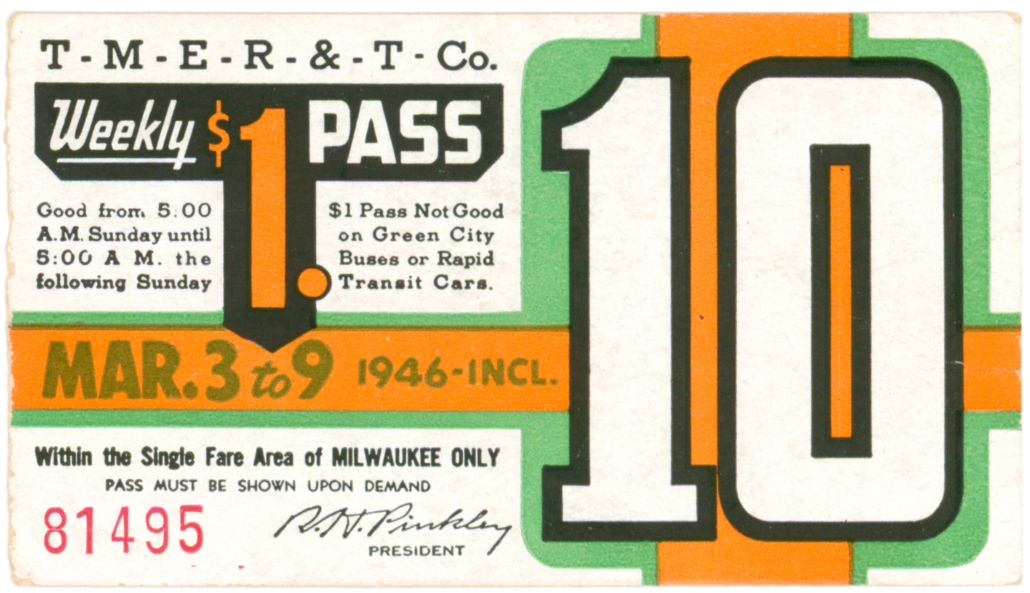 T-M-E-R-&-T-Co.
Weekly $1. PASS
Good from 5:00
A.M. Sunday until
5:00 A M. the
following Sunday
$1 Pass Not Good
on Green City
Buses or Rapid
Transit Cars.
MAR. 3 to 9 1946-INCL.
Within the Single Fare Area of MILWAUKEE ONLY
PASS MUST BE SHOWN UPON DEMAND
81495
R.H. Pinkley
PRESIDENT
10